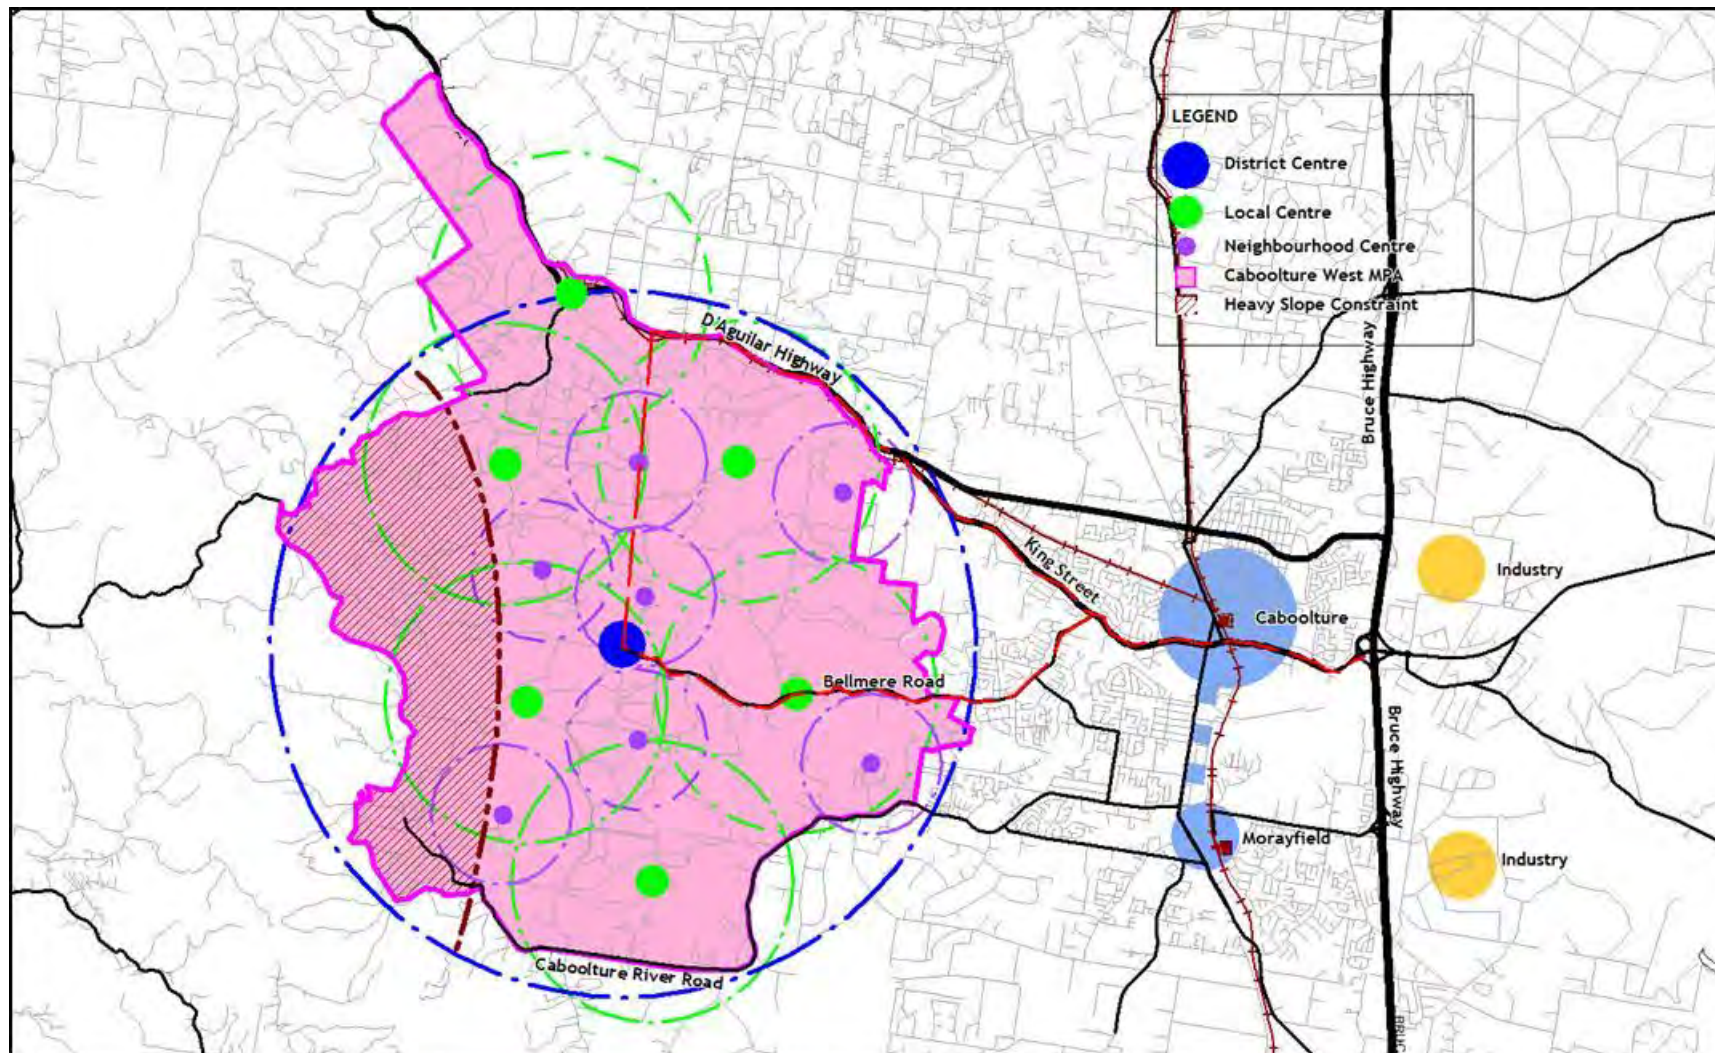 LEGEND
District Centre
Local Centre
Neighbourhood Centre
Caboolture West MPA
Heavy Slope Constraint
D'Aguilar Highway
Bruce Highway
King Street
Industry
Caboolture
Bellmere Road
Bruce Highway
Morayfield
Industry
Caboolture River Road